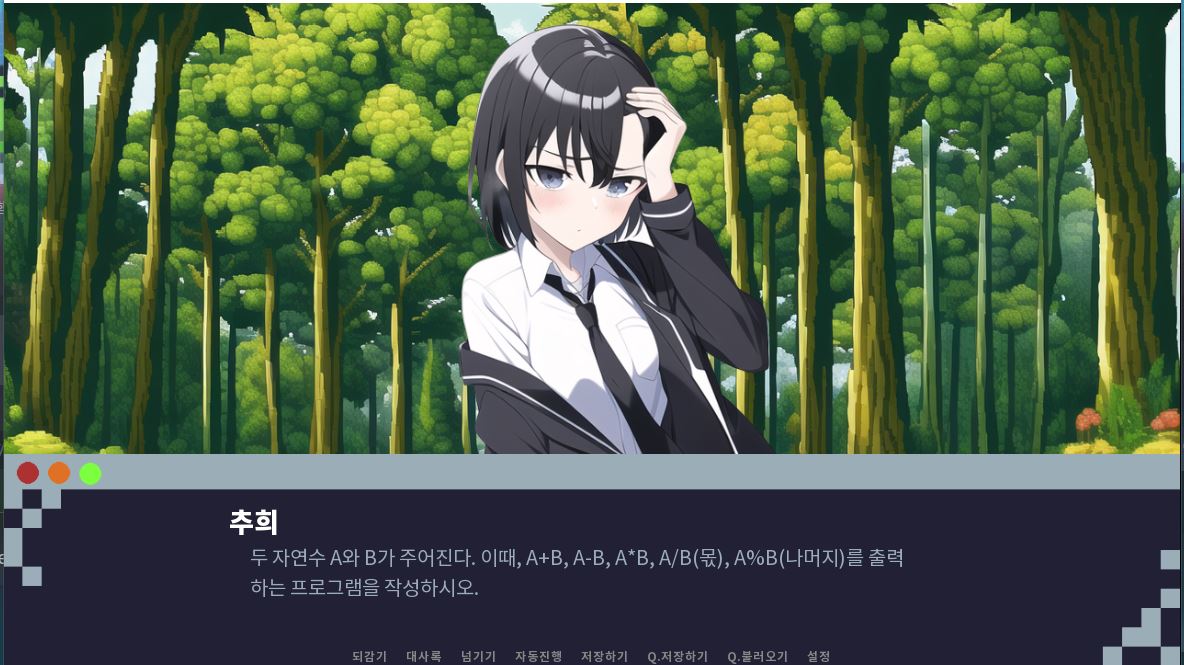 추희
두 자연수 A와 B가 주어진다. 이때, A+B, A-B, A*B, A/B(몫), A%B(나머지)를 출력
하는 프로그램을 작성하시오.
되감기 대사록 넘기기 자동진행 저장하기 Q.저장하기 Q.불러오기 설정